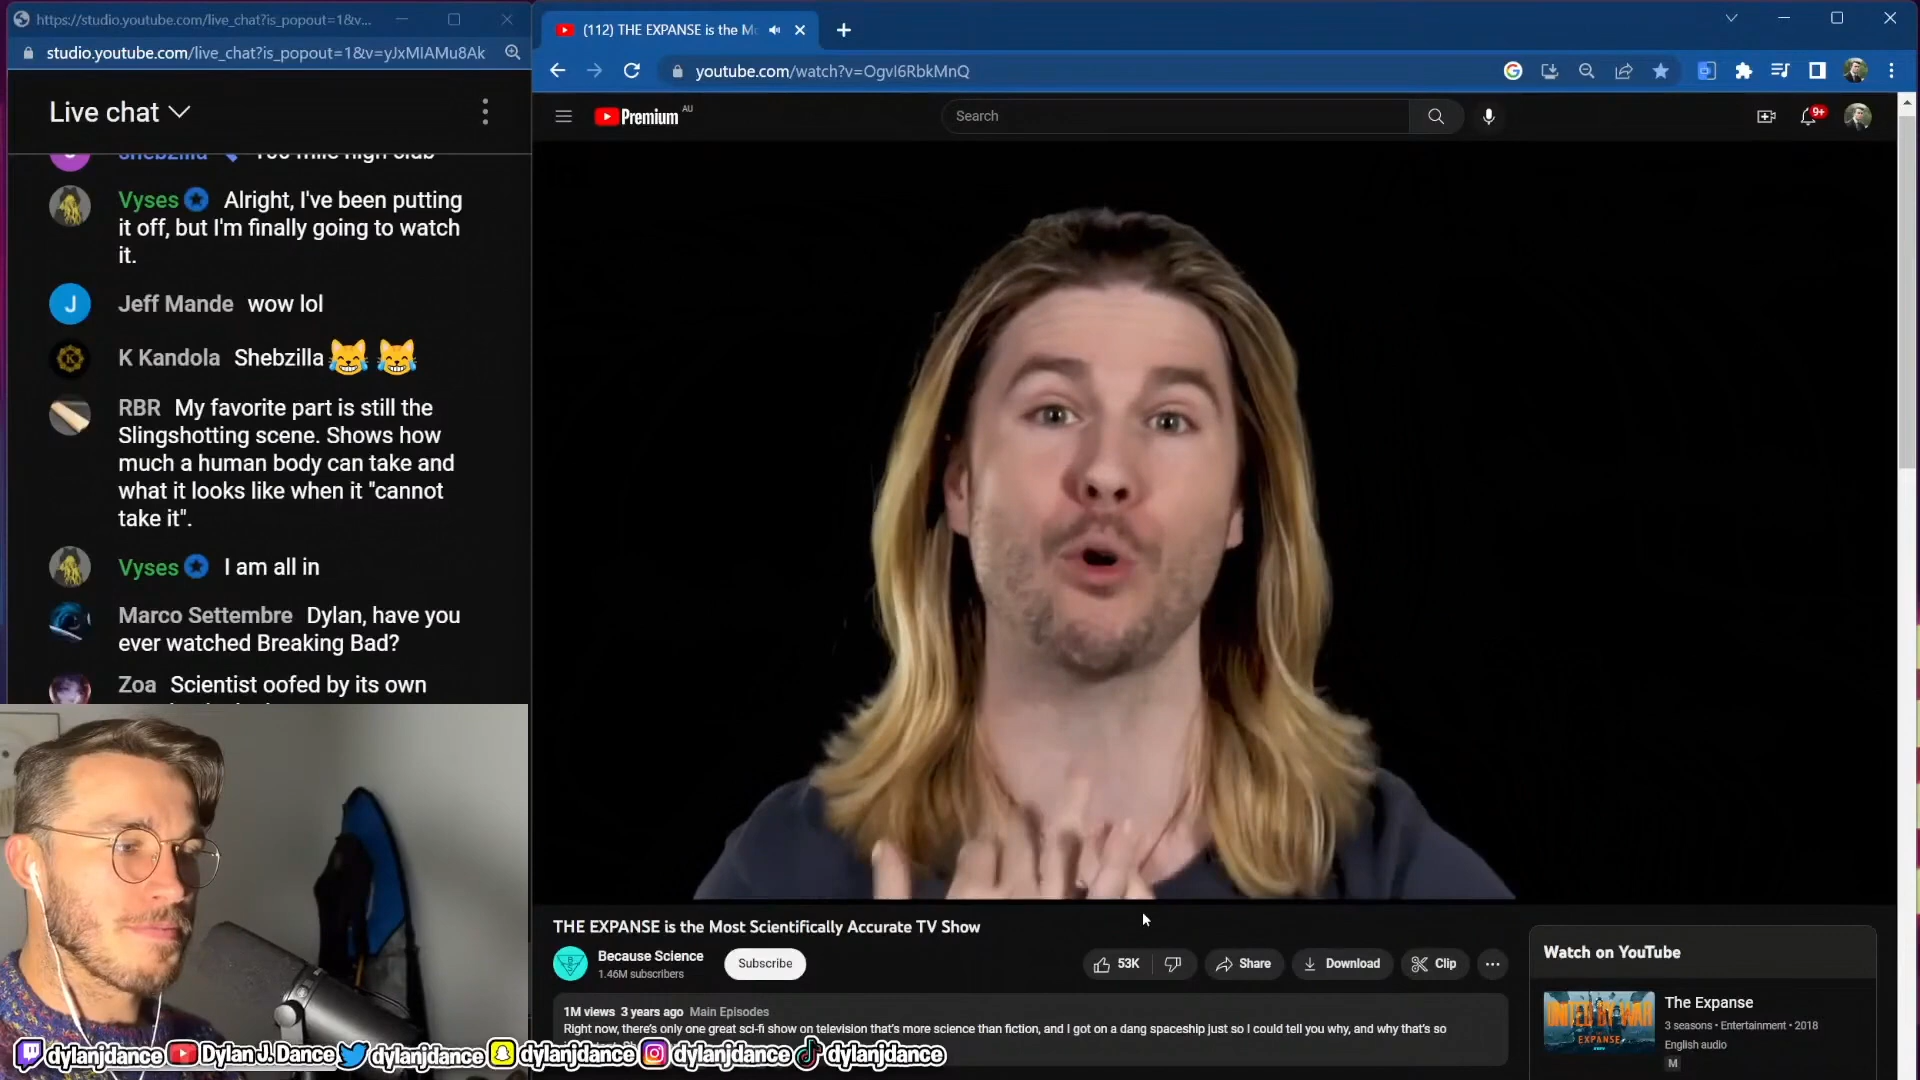 https://studio.youtube.com/live_chat?is_popout=1&v...
studio.youtube.com/live_chat?is_popout=1&v=yJxMIAMu8Ak
Live chat
Shebzilla
Vyses Alright, I've been putting
it off, but I'm finally going to watch
it.
Jeff Mande wow lol
K Kandola Shebzilla😹 😹
RBR My favorite part is still the
Slingshotting scene. Shows how
much a human body can take and
what it looks like when it "cannot
take it".
Vyses I am all in
Marco Settembre Dylan, have you
ever watched Breaking Bad?
Zoa Scientist oofed by its own
(112) THE EXPANSE is the Mo
youtube.com/watch?v=Ogvl6RbkMnQ
Premium AU
Search
9+
THE EXPANSE is the Most Scientifically Accurate TV Show
Because Science
1.46M subscribers
Subscribe
53K
Share
Download
Clip
1M views 3 years ago Main Episodes
Right now, there's only one great sci-fi show on television that's more science than fiction, and I got on a dang spaceship just so I could tell you why, and why that's so
Watch on YouTube
UNITED BY WAR
EXPANSE
The Expanse
3 seasons • Entertainment • 2018
English audio
M
dylanjdance Dylan J. Dance dylanjdance dylanjdance dylanjdance dylanjdance